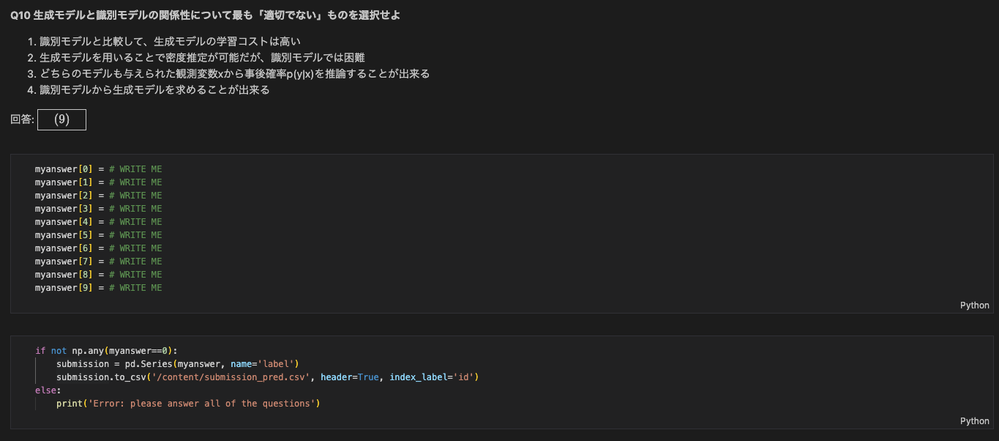 Q10 生成モデルと識別モデルの関係性について最も「適切でない」ものを選択せよ
1. 識別モデルと比較して、生成モデルの学習コストは高い
2. 生成モデルを用いることで密度推定が可能だが、識別モデルでは困難
3. どちらのモデルも与えられた観測変数xから事後確率p(y|x)を推論することが出来る
4. 識別モデルから生成モデルを求めることが出来る
回答: (9)
myanswer[0] = # WRITE ME
myanswer[1] = # WRITE ME
myanswer[2] = # WRITE ME
myanswer[3] = # WRITE ME
myanswer[4] = # WRITE ME
myanswer[5] = # WRITE ME
myanswer[6] = # WRITE ME
myanswer[7] = # WRITE ME
myanswer[8] = # WRITE ME
myanswer[9] = # WRITE ME
Python
if not np.any(myanswer==0):
    submission = pd.Series(myanswer, name='label')
    submission.to_csv('/content/submission_pred.csv', header=True, index_label='id')
else:
    print('Error: please answer all of the questions')
Python